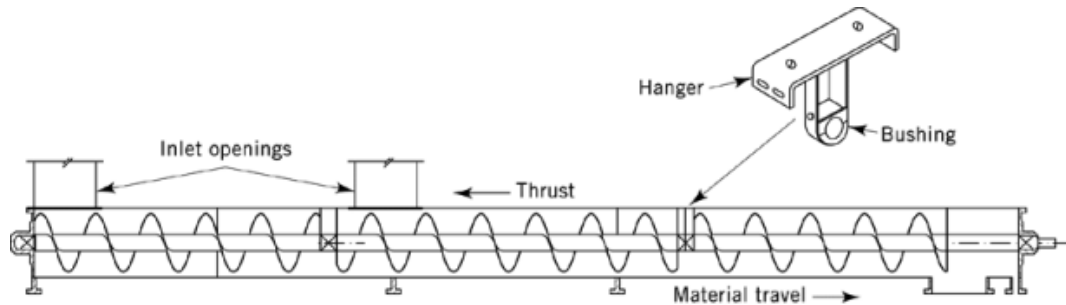 Hanger
Bushing
Inlet openings
Thrust
Material travel